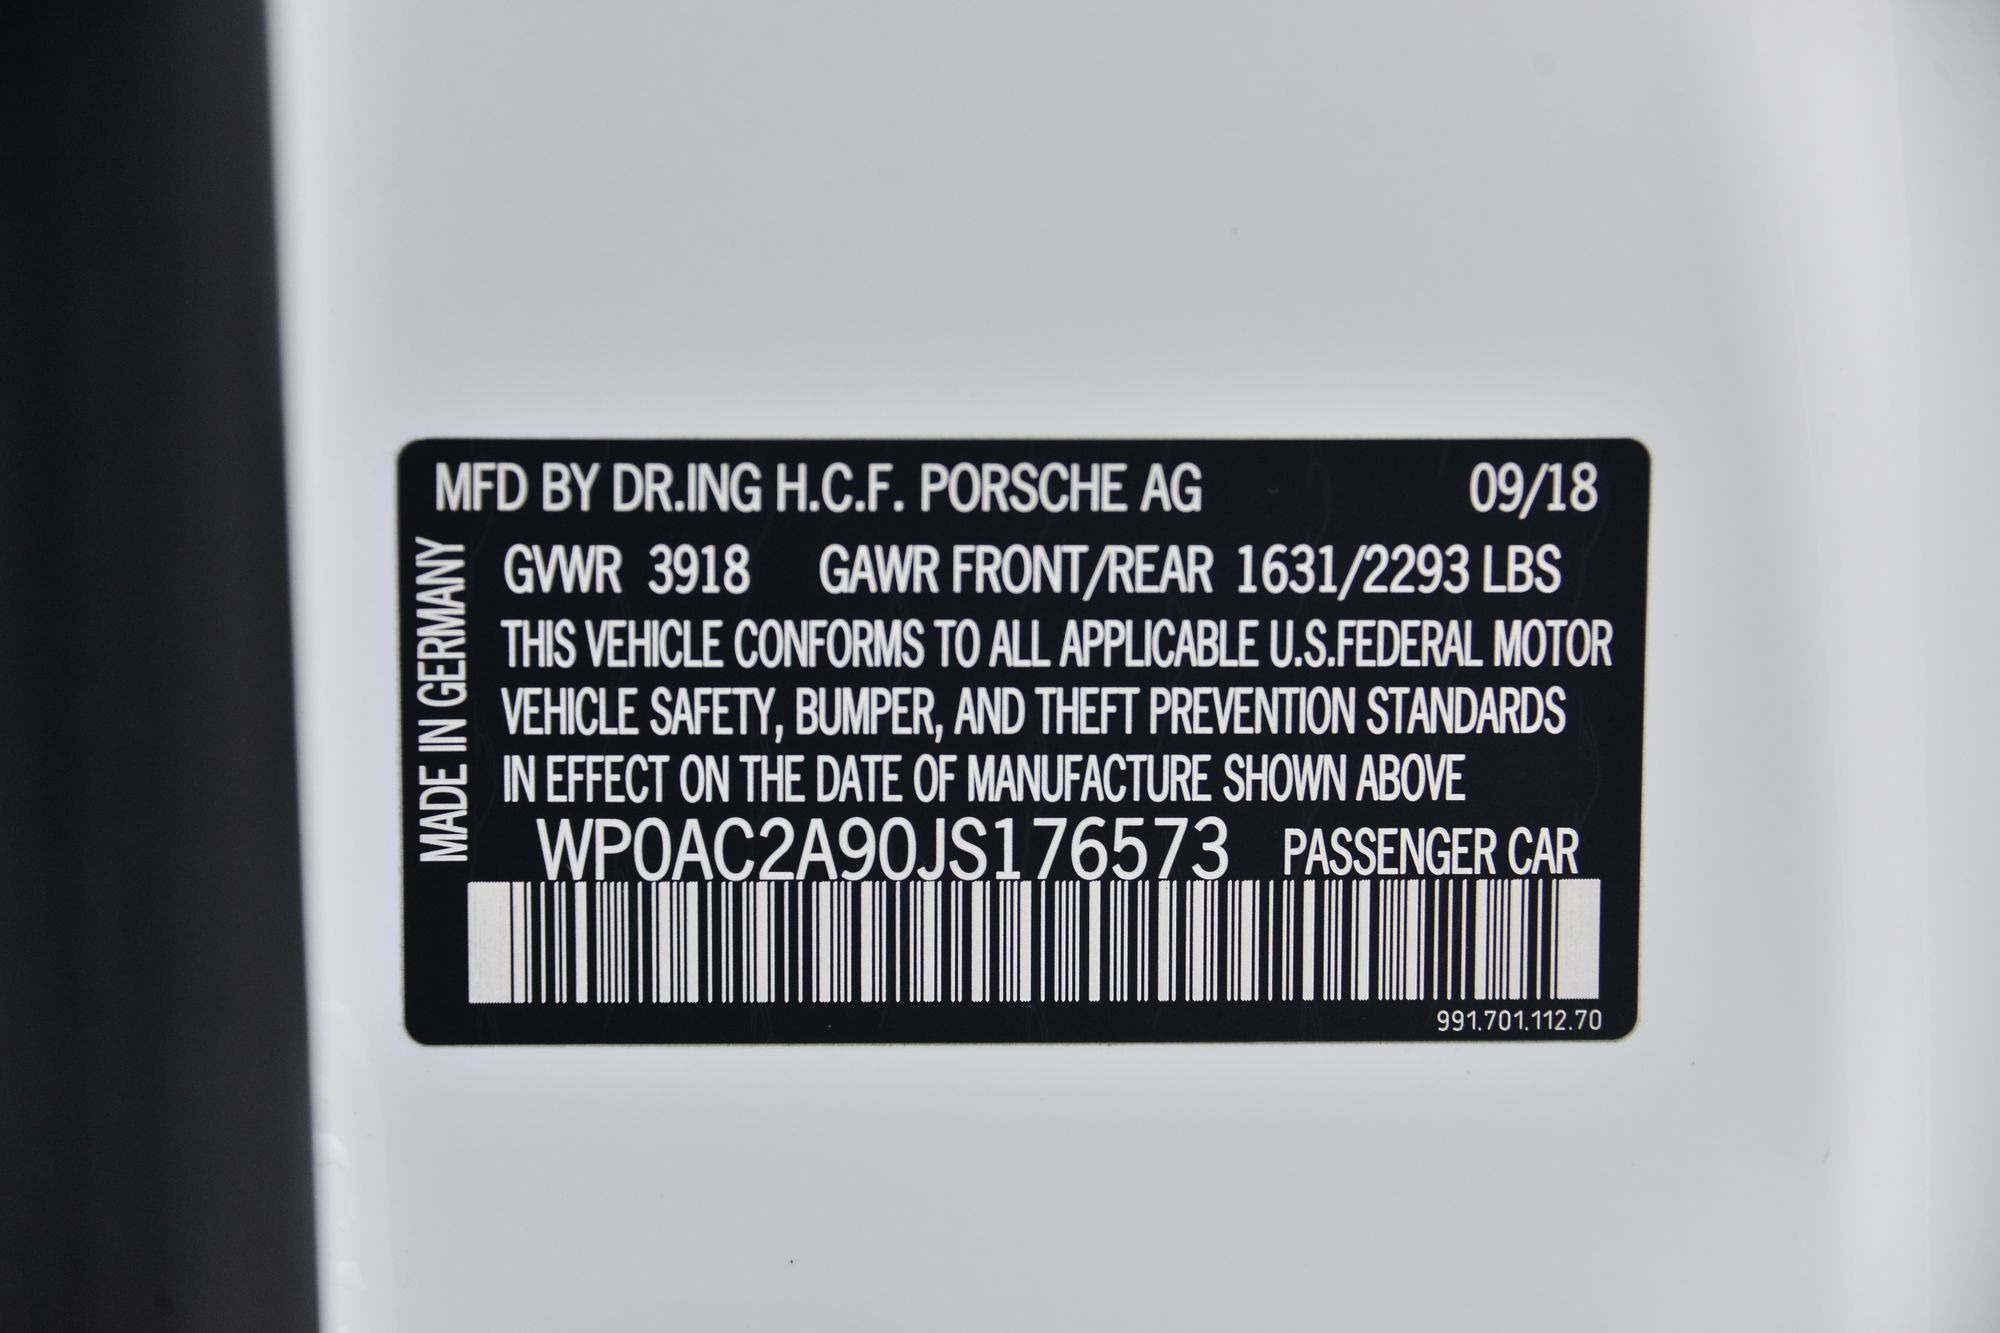 MFD BY DR.ING H.C.F. PORSCHE AG 09/18
MADE IN GERMANY
GVWR 3918 GAWR FRONT/REAR 1631/2293 LBS
THIS VEHICLE CONFORMS TO ALL APPLICABLE U.S.FEDERAL MOTOR
VEHICLE SAFETY, BUMPER, AND THEFT PREVENTION STANDARDS
IN EFFECT ON THE DATE OF MANUFACTURE SHOWN ABOVE
WP0AC2A90JS176573 PASSENGER CAR
991.701.112.70